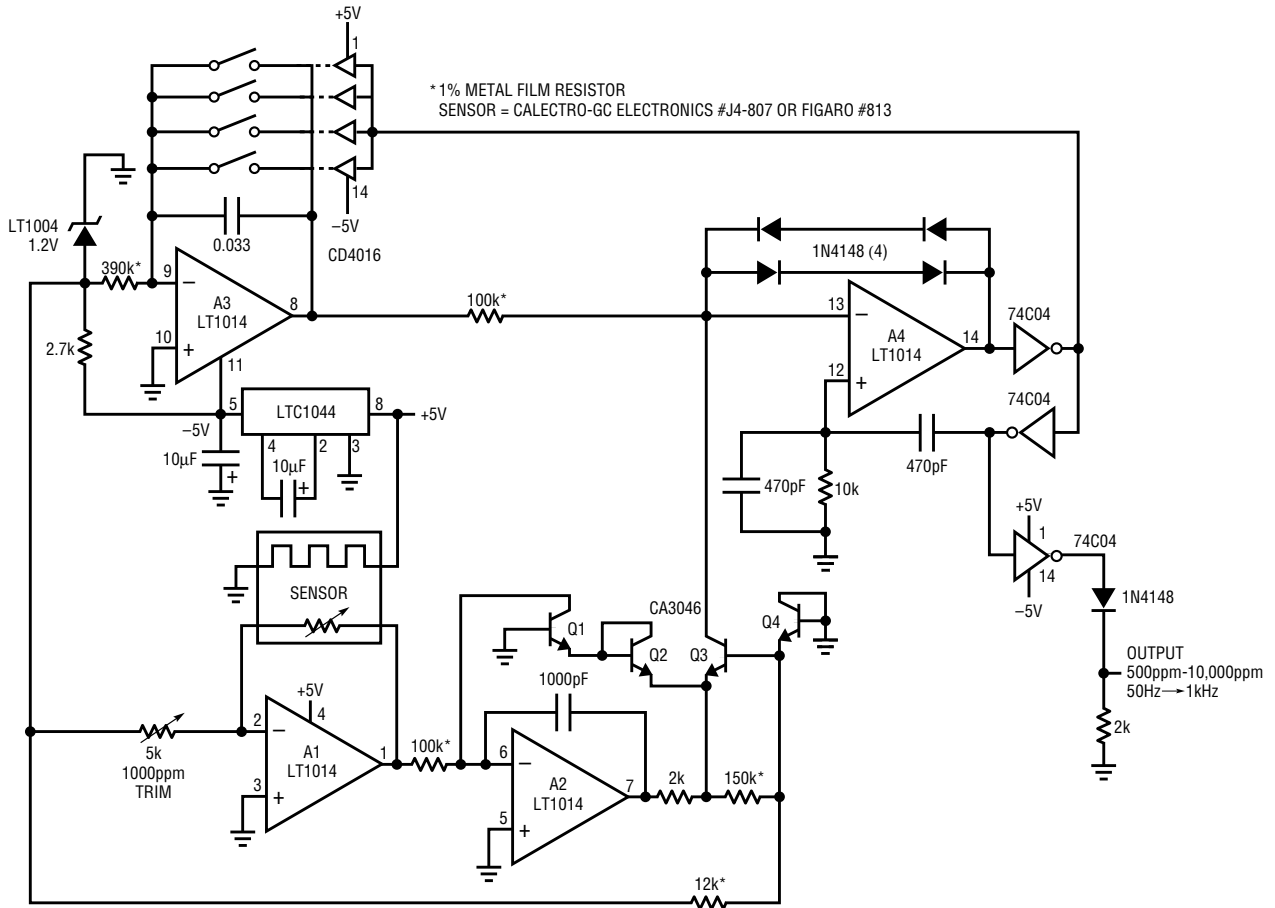 +5V
1
* 1% METAL FILM RESISTOR
SENSOR = CALECTRO-GC ELECTRONICS #J4-807 OR FIGARO #813
14
–5V
CD4016
LT1004
1.2V
0.033
390k*
9
–
A3
LT1014
8
10
+
11
2.7k
100k*
1N4148 (4)
13
–
A4
LT1014
14
12
+
74C04
74C04
5
LTC1044
8
+5V
–5V
4
2
3
10µF
+
10µF
+
470pF
470pF
10k
+5V
1
74C04
14
–5V
1N4148
SENSOR
CA3046
Q1
Q2
Q3
Q4
OUTPUT
500ppm-10,000ppm
50Hz → 1kHz
2k
1000pF
+5V
4
5k
1000ppm
TRIM
2
–
A1
LT1014
1
3
+
100k*
6
–
A2
LT1014
7
5
+
2k
150k*
12k*